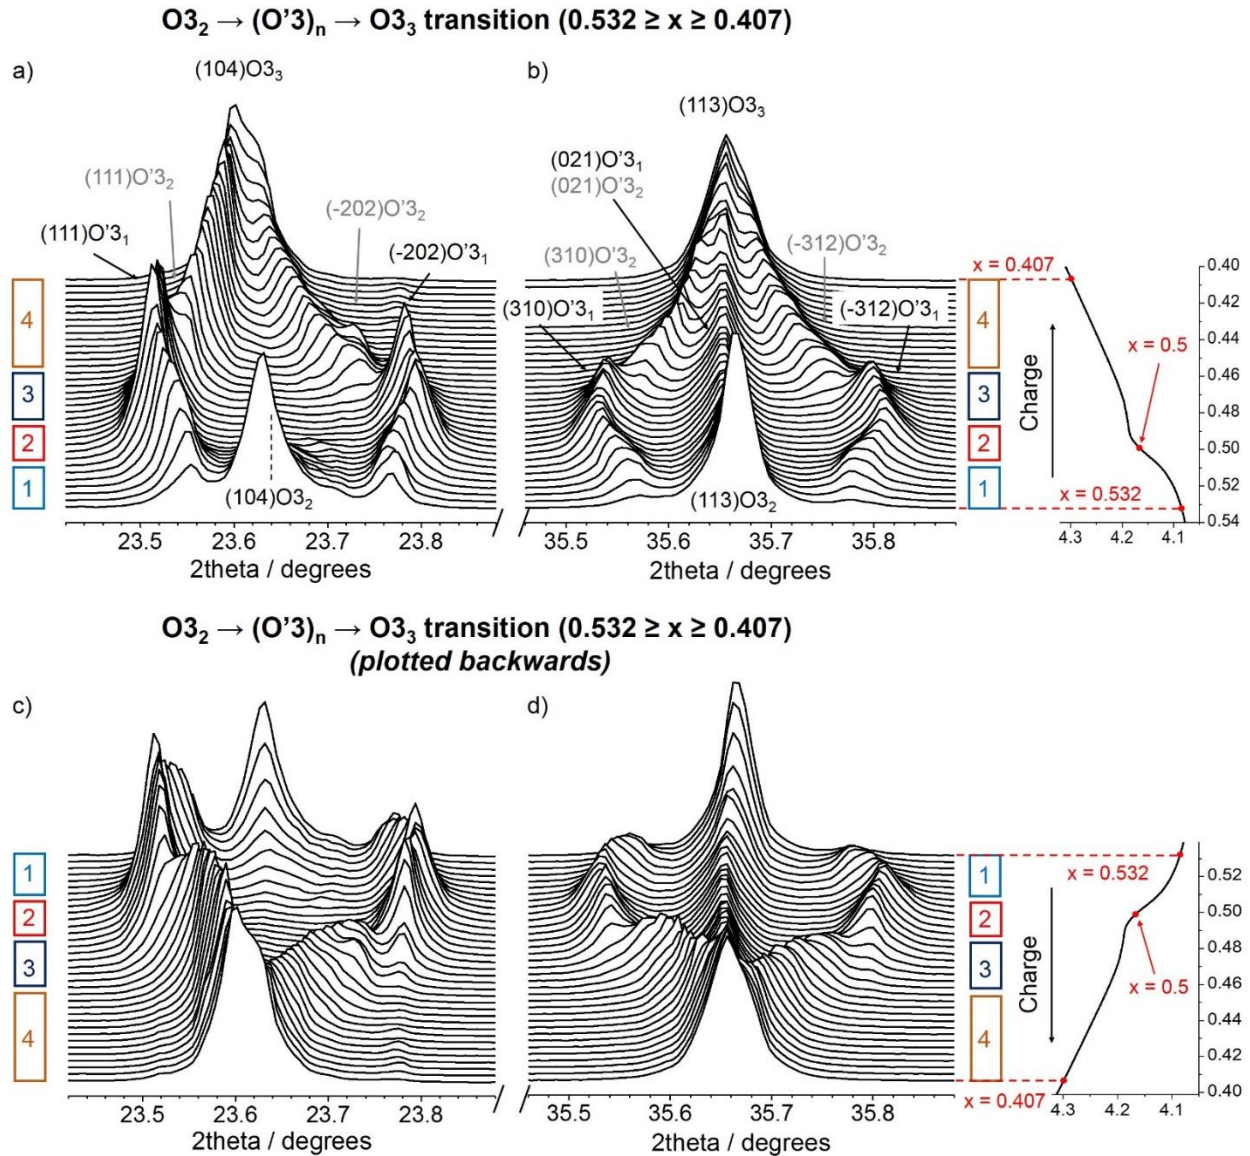 O3₂ → (O'3)ₙ → O3₃ transition (0.532 ≥ x ≥ 0.407)
a)
(104)O3₃
(111)O'3₂
(-202)O'3₂
(111)O'3₁
(-202)O'3₁
(104)O3₂
4
3
2
1
23.5 23.6 23.7 23.8
2theta / degrees
b)
(113)O3₃
(021)O'3₁
(021)O'3₂
(310)O'3₂
(-312)O'3₂
(310)O'3₁
(-312)O'3₁
(113)O3₂
35.5 35.6 35.7 35.8
2theta / degrees
4
3
2
1
Charge
x = 0.407
x = 0.5
x = 0.532
0.40
0.42
0.44
0.46
0.48
0.50
0.52
0.54
4.3 4.2 4.1
O3₂ → (O'3)ₙ → O3₃ transition (0.532 ≥ x ≥ 0.407)
(plotted backwards)
c)
1
2
3
4
23.5 23.6 23.7 23.8
2theta / degrees
d)
35.5 35.6 35.7 35.8
2theta / degrees
1
2
3
4
Charge
x = 0.532
x = 0.5
x = 0.407
0.52
0.50
0.48
0.46
0.44
0.42
0.40
4.3 4.2 4.1